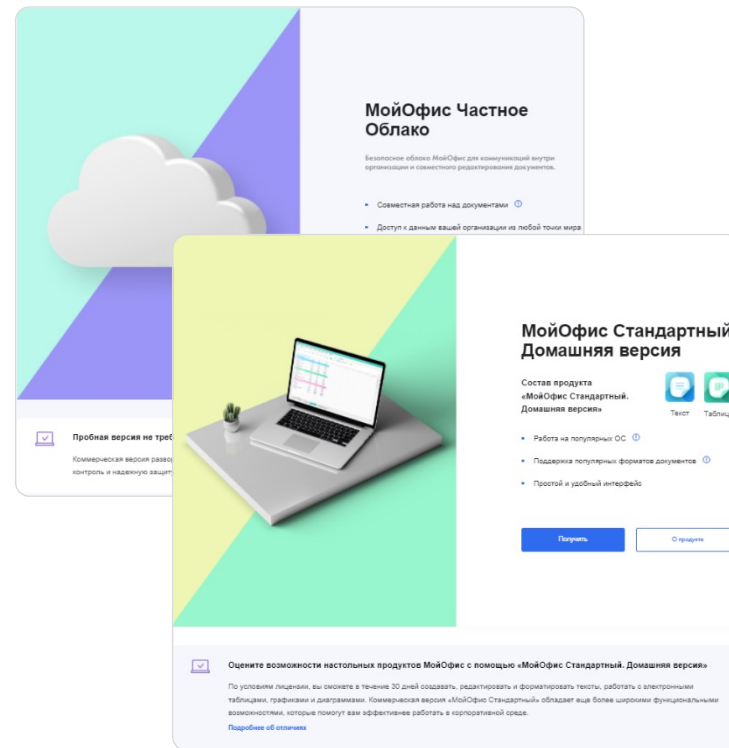 МойОфис Частное
Облако
Безопасное облако МойОфис для коммуникаций внутри
организации и совместного редактирования документов.
Совместная работа над документами
Доступ к данным вашей организации из любой точки мира
Пробная версия не
Коммерческая версия
контроль и надежную
МойОфис Стандартный
Домашняя версия
Состав продукта
«МойОфис Стандартный.
Домашняя версия»
Текст
Работа на популярных ОС
Поддержка популярных форматов документов
Простой и удобный интерфейс
Получить
О продукте
Оцените возможности настольных продуктов МойОфис с помощью «МойОфис Стандартный. Домашняя версия»
По условиям лицензии, вы сможете в течение 30 дней создавать, редактировать и форматировать тексты, работать с электронными
таблицами, графиками и диаграммами. Коммерческая версия «МойОфис Стандартный» обладает еще более широкими функциональными
возможностями, которые помогут вам эффективнее работать в корпоративной среде.
Подробнее об отличиях